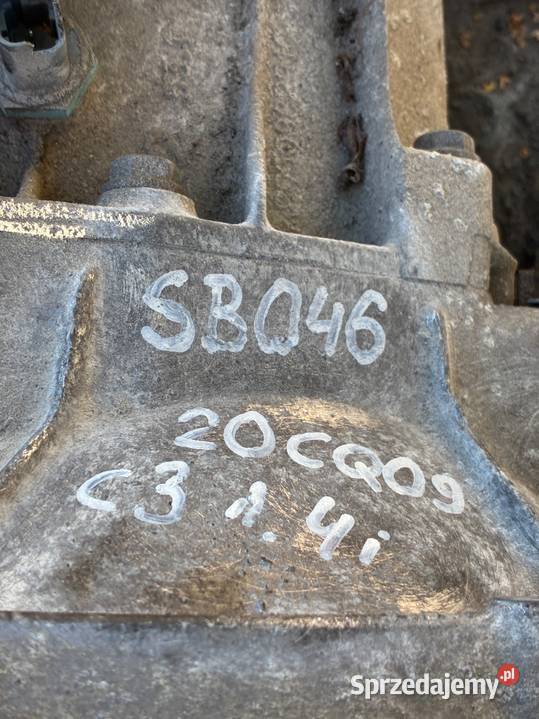 SB046
20CQ09
C3 1.4i
Sprzedajemy.pl